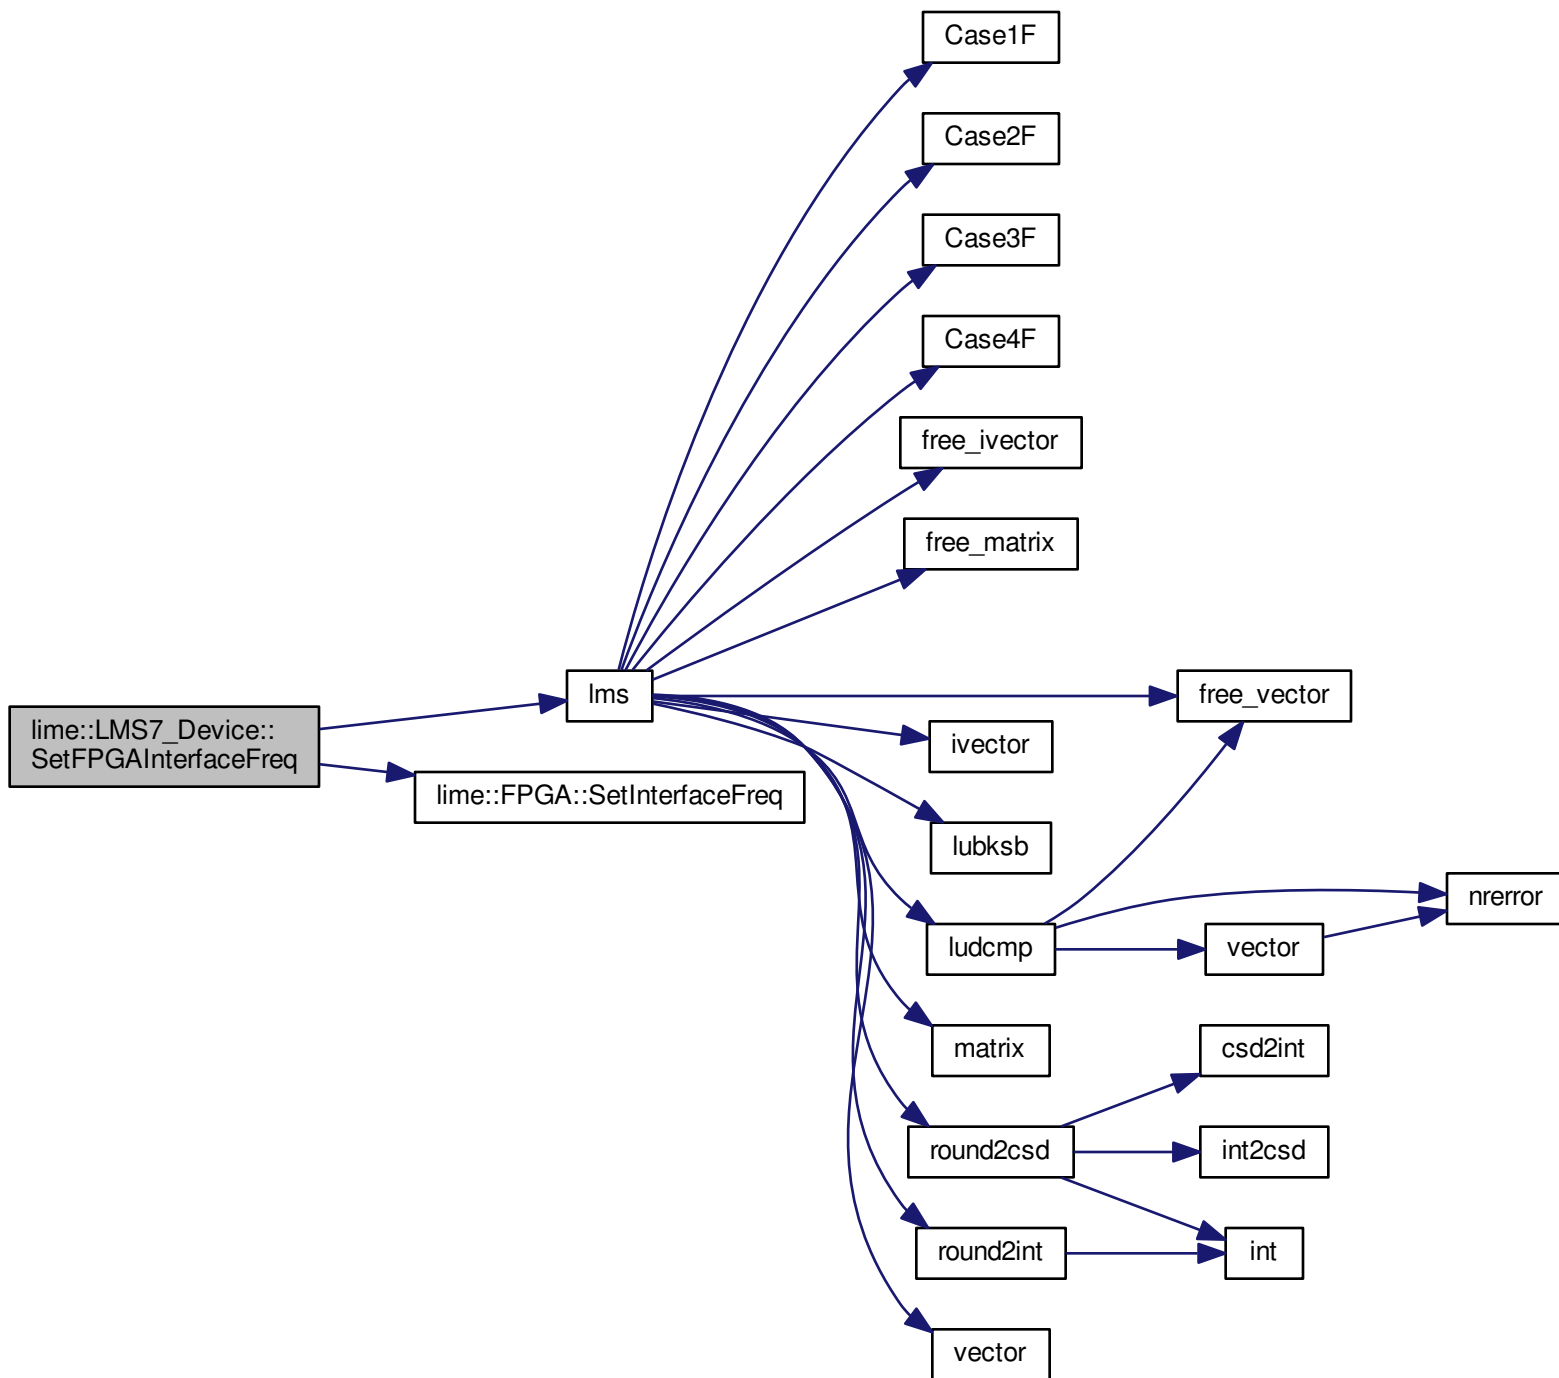 Case1F
Case2F
Case3F
Case4F
free_ivector
free_matrix
lms
free_vector
lime::LMS7_Device::
SetFPGAInterfaceFreq
ivector
lime::FPGA::SetInterfaceFreq
lubksb
nrerror
ludcmp
vector
matrix
csd2int
round2csd
int2csd
round2int
int
vector